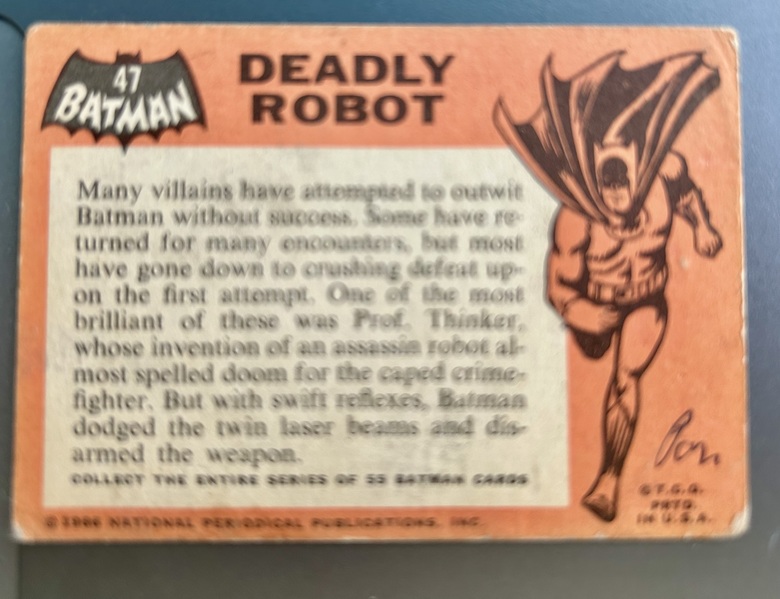 47
BATMAN
DEADLY
ROBOT
Many villains have attempted to outwit
Batman without success. Some have re-
turned for many encounters, but most
have gone down to crushing defeat up-
on the first attempt. One of the most
brilliant of these was Prof. Thinker,
whose invention of an assassin robot al-
most spelled doom for the caped crime-
fighter. But with swift reflexes, Batman
dodged the twin laser beams and dis-
armed the weapon.
COLLECT THE ENTIRE SERIES OF 55 BATMAN CARDS
© 1966 NATIONAL PERIODICAL PUBLICATIONS, INC.
©T.C.G.
PRTD.
IN U.S.A.